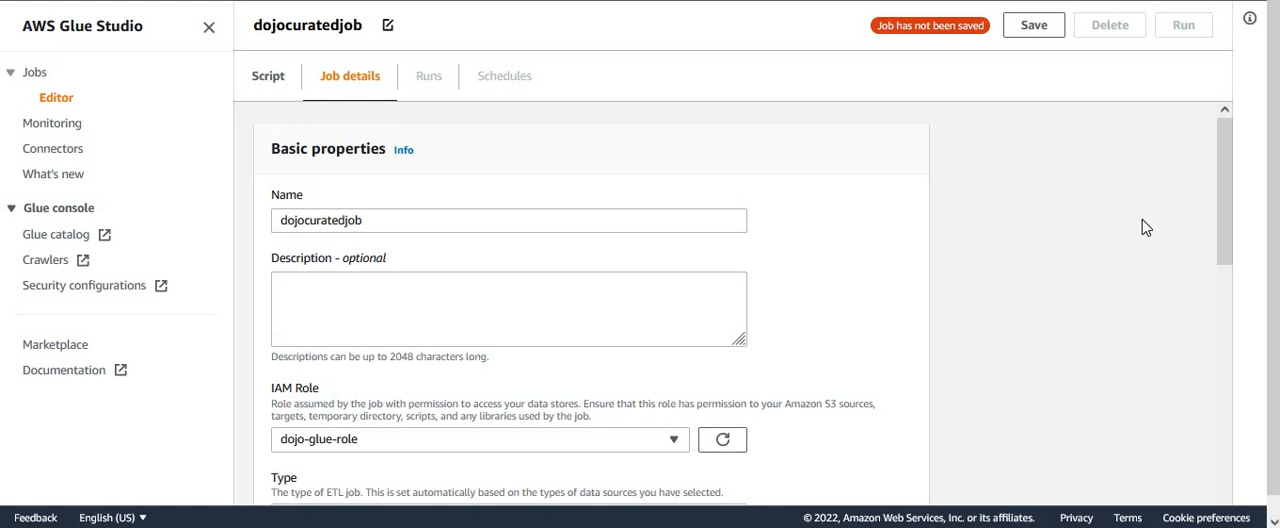 AWS Glue Studio
Jobs
Editor
Monitoring
Connectors
What's new
Glue console
Glue catalog
Crawlers
Security configurations
Marketplace
Documentation
dojocuratedjob
Job has not been saved
Save
Delete
Run
Script
Job details
Runs
Schedules
Basic properties Info
Name
dojocuratedjob
Description - optional
Descriptions can be up to 2048 characters long.
IAM Role
Role assumed by the job with permission to access your data stores. Ensure that this role has permission to your Amazon S3 sources,
targets, temporary directory, scripts, and any libraries used by the job.
dojo-glue-role
Type
The type of ETL job. This is set automatically based on the types of data sources you have selected.
Feedback
English (US)
© 2022, Amazon Web Services, Inc. or its affiliates.
Privacy
Terms
Cookie preferences